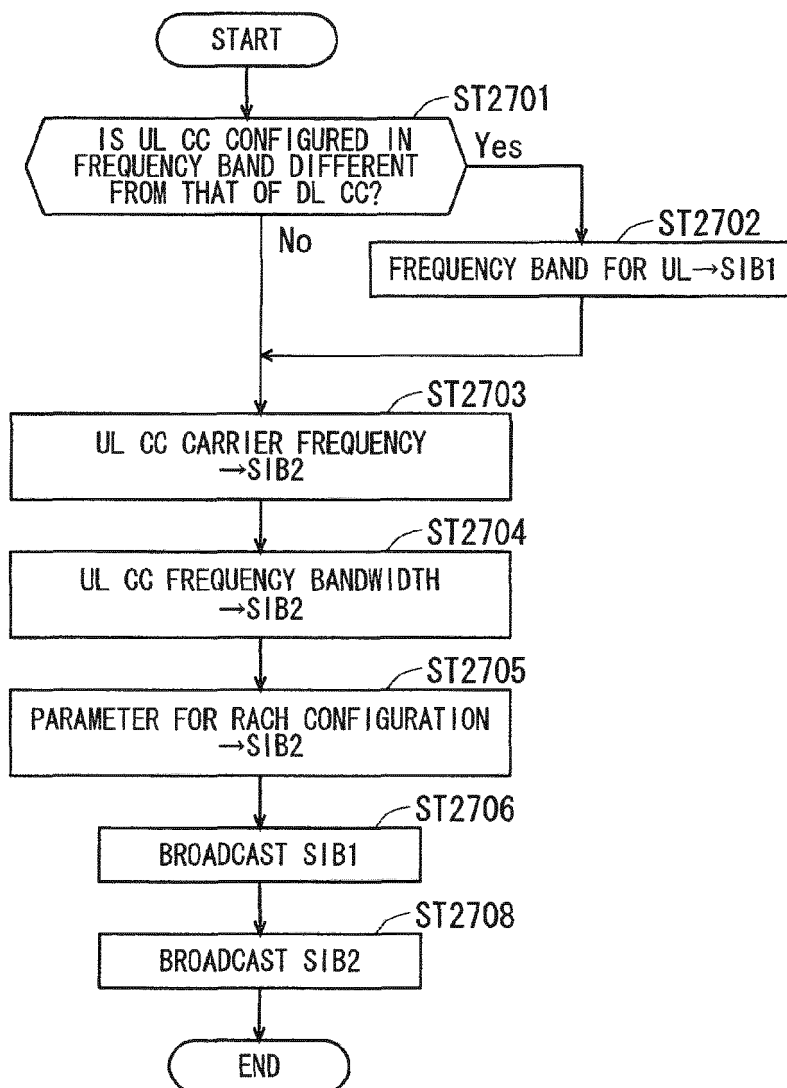 START
ST2701
IS UL CC CONFIGURED IN
FREQUENCY BAND DIFFERENT
FROM THAT OF DL CC?
Yes
No
ST2702
FREQUENCY BAND FOR UL→SIB1
ST2703
UL CC CARRIER FREQUENCY
→SIB2
ST2704
UL CC FREQUENCY BANDWIDTH
→SIB2
ST2705
PARAMETER FOR RACH CONFIGURATION
→SIB2
ST2706
BROADCAST SIB1
ST2708
BROADCAST SIB2
END